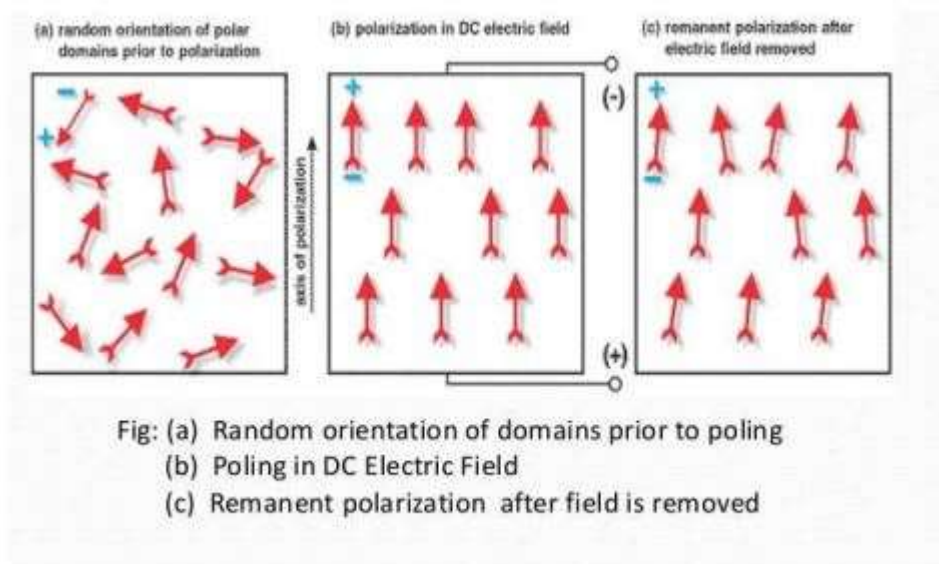 (a) random orientation of polar
domains prior to polarization
(b) polarization in DC electric field
(c) remanent polarization after
electric field removed
−
+
axis of polarization
+
−
(-)
(+)
+
−
Fig: (a) Random orientation of domains prior to poling
(b) Poling in DC Electric Field
(c) Remanent polarization after field is removed